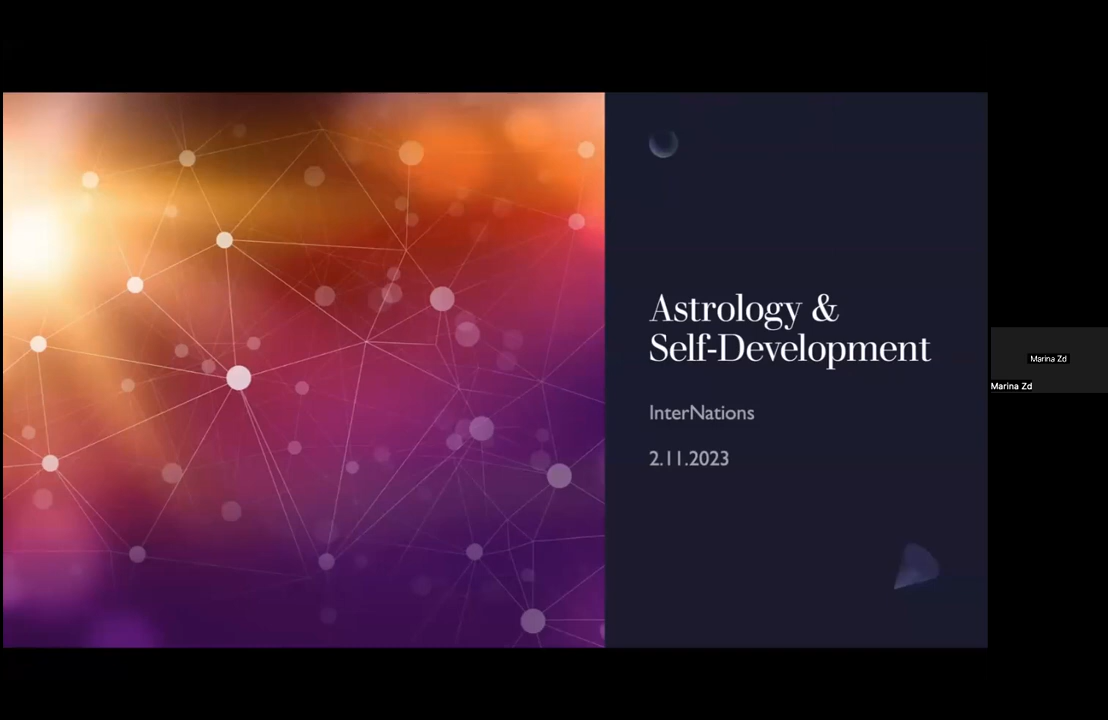 Astrology &
Self-Development
InterNations
2.11.2023
Marina Zd
Marina Zd